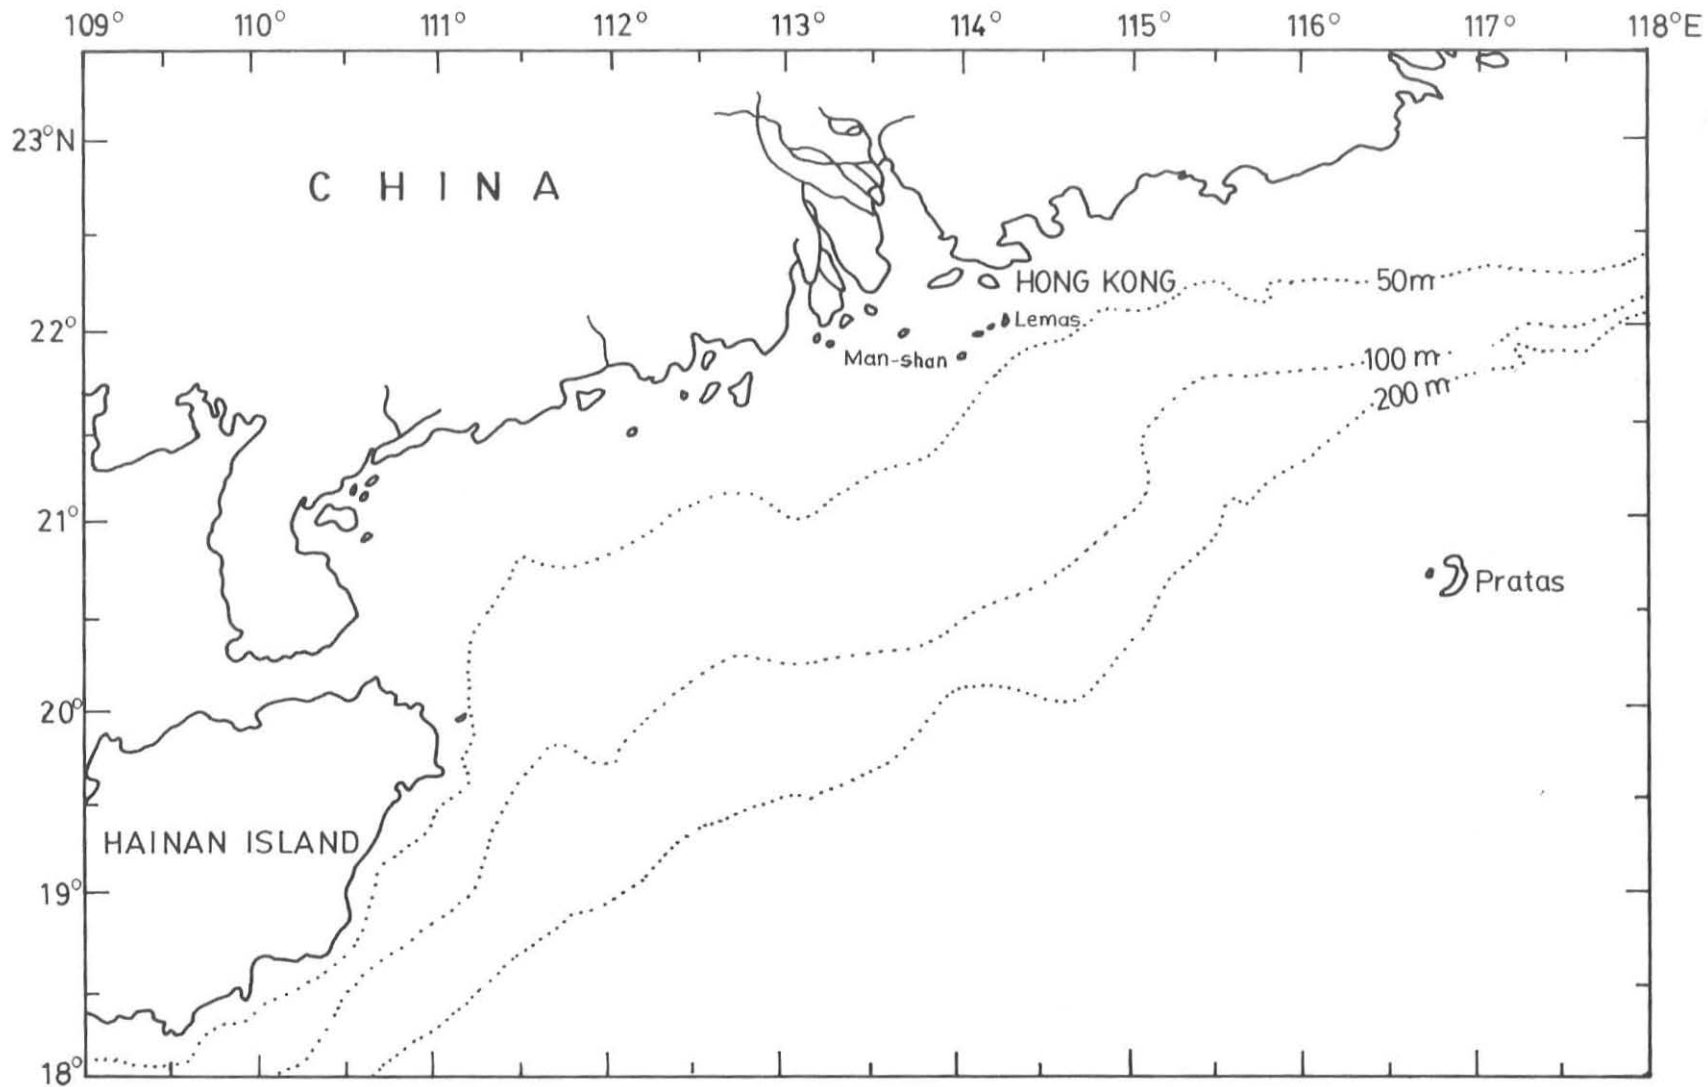 109° 110° 111° 112° 113° 114° 115° 116° 117° 118°E
23°N
CHINA
HONG KONG
50m
22°
Lemas
Man-shan
100 m
200 m
21°
Pratas
20°
HAINAN ISLAND
19°
18°